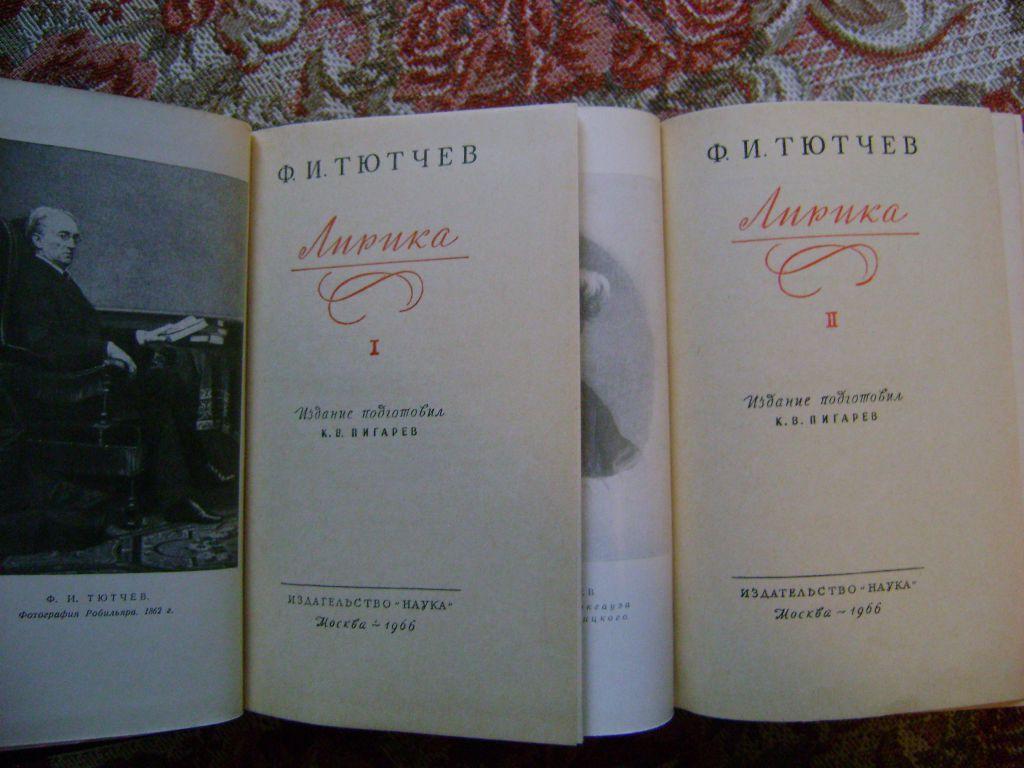 Ф. И. ТЮТЧЕВ.
Фотография Робильяра. 1862 г.
Ф. И. ТЮТЧЕВ
Лирика
I
Издание подготовил
К. В. ПИГАРЕВ
ИЗДАТЕЛЬСТВО "НАУКА"
Москва ~ 1966
Ф. И. ТЮТЧЕВ
Лирика
II
Издание подготовил
К. В. ПИГАРЕВ
ИЗДАТЕЛЬСТВО "НАУКА"
Москва ~ 1966